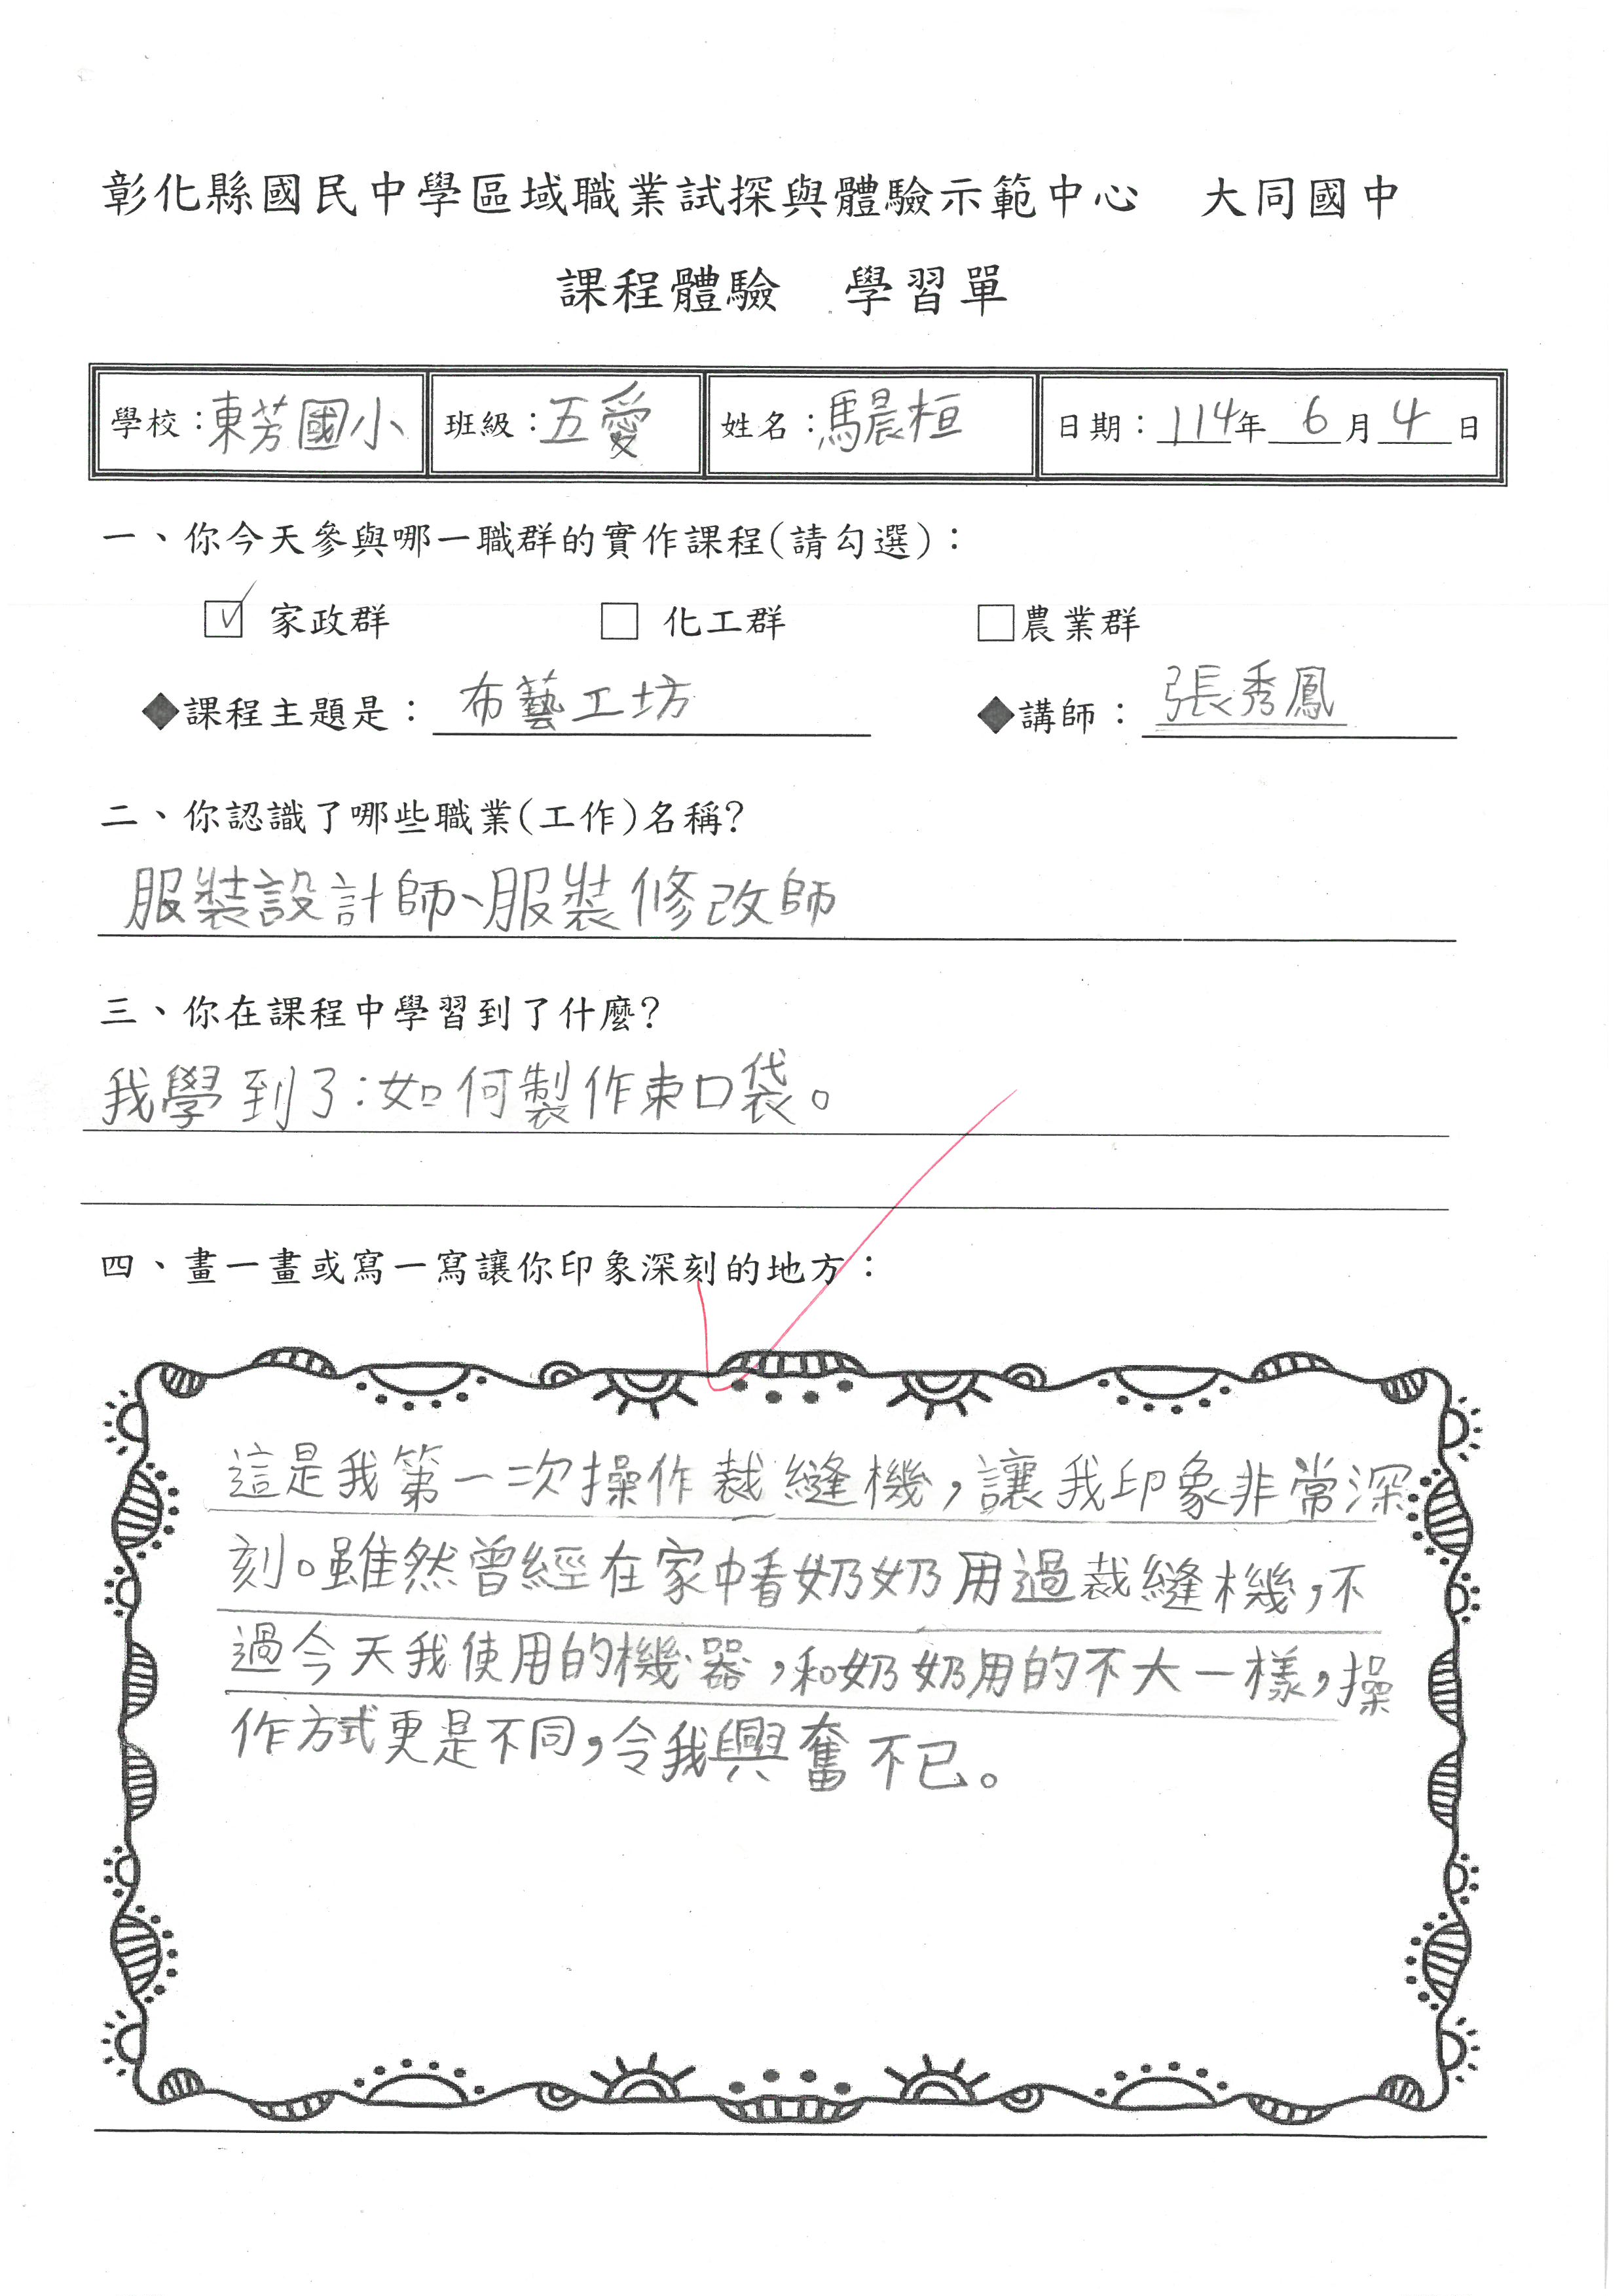 彰化縣國民中學區域職業試探與體驗示範中心　大同國中
課程體驗　學習單
學校：東芳國小　班級：五愛　姓名：馬晨桓　日期：114年6月4日
一、你今天參與哪一職群的實作課程(請勾選)：
☑ 家政群　□ 化工群　□農業群
◆課程主題是：布藝工坊　◆講師：張秀鳳
二、你認識了哪些職業(工作)名稱?
服裝設計師、服裝修改師
三、你在課程中學習到了什麼?
我學到了：如何製作束口袋。
四、畫一畫或寫一寫讓你印象深刻的地方：
這是我第一次操作裁縫機，讓我印象非常深
刻。雖然曾經在家中看奶奶用過裁縫機，不
過今天我使用的機器，和奶奶用的不大一樣，操
作方式更是不同，令我興奮不已。